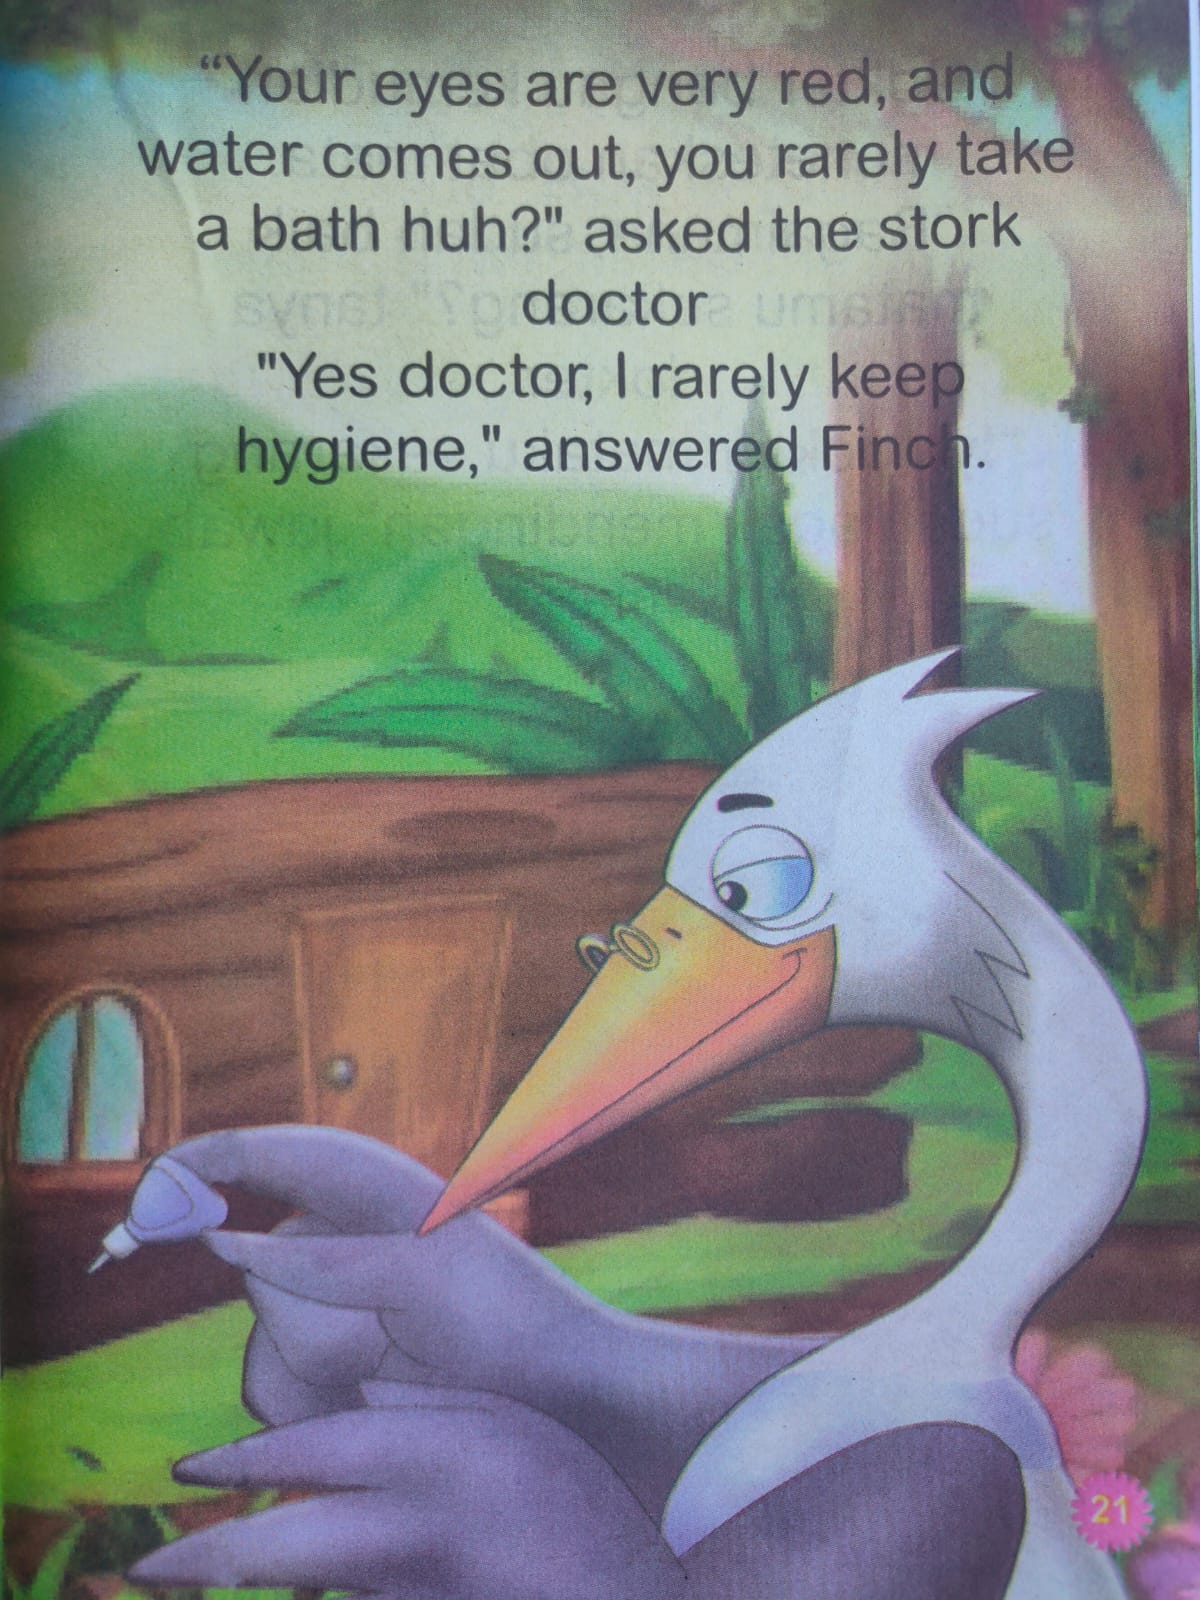 “Your eyes are very red, and
water comes out, you rarely take
a bath huh?" asked the stork
doctor
"Yes doctor, I rarely keep
hygiene," answered Finch.
21